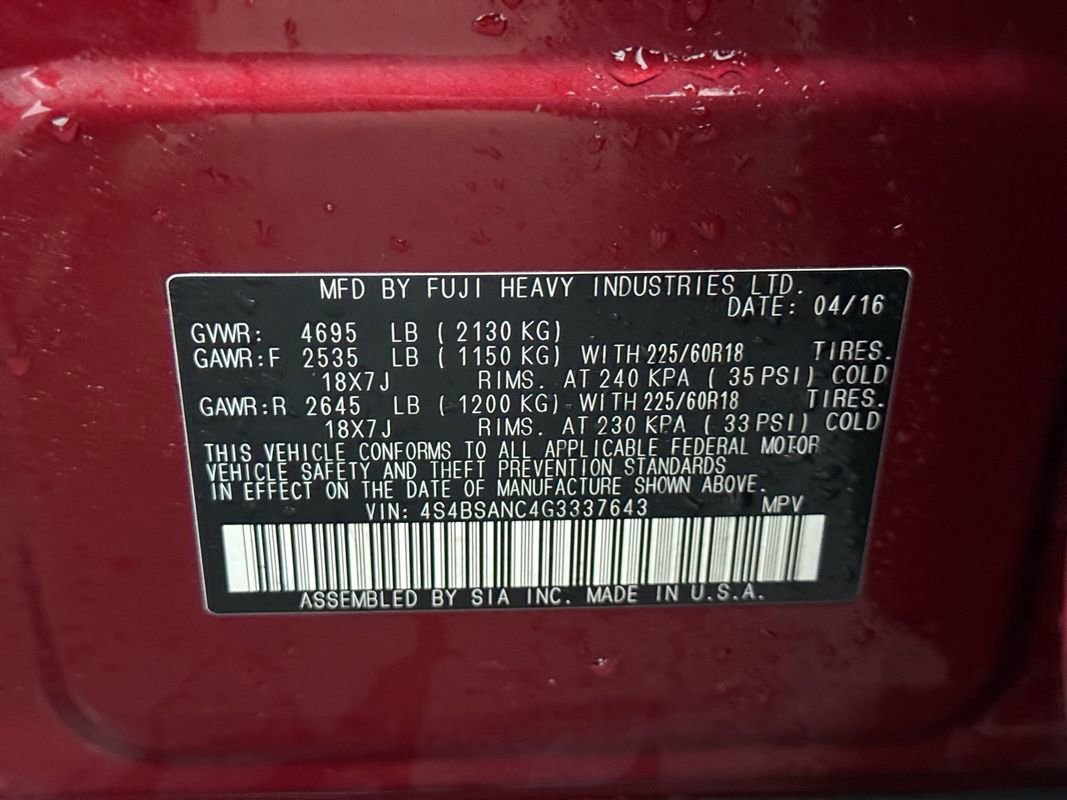 MFD BY FUJI HEAVY INDUSTRIES LTD.
DATE: 04/16
GVWR: 4695 LB ( 2130 KG)
GAWR:F 2535 LB ( 1150 KG) WITH 225/60R18 TIRES.
18X7J RIMS. AT 240 KPA ( 35 PSI) COLD
GAWR:R 2645 LB ( 1200 KG) WITH 225/60R18 TIRES.
18X7J RIMS. AT 230 KPA ( 33 PSI) COLD
THIS VEHICLE CONFORMS TO ALL APPLICABLE FEDERAL MOTOR
VEHICLE SAFETY AND THEFT PREVENTION STANDARDS
IN EFFECT ON THE DATE OF MANUFACTURE SHOWN ABOVE.
VIN: 4S4BSANC4G3337643 MPV
ASSEMBLED BY SIA INC. MADE IN U.S.A.